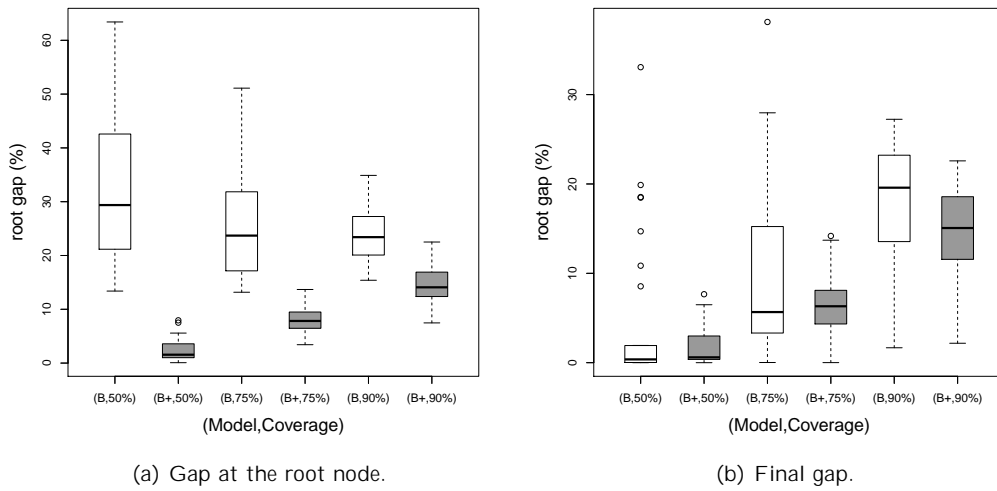 root gap (%)
0 10 20 30 40 50 60
(B,50%) (B+,50%) (B,75%) (B+,75%) (B,90%) (B+,90%)
(Model,Coverage)
(a) Gap at the root node.
root gap (%)
0 10 20 30
(B,50%) (B+,50%) (B,75%) (B+,75%) (B,90%) (B+,90%)
(Model,Coverage)
(b) Final gap.